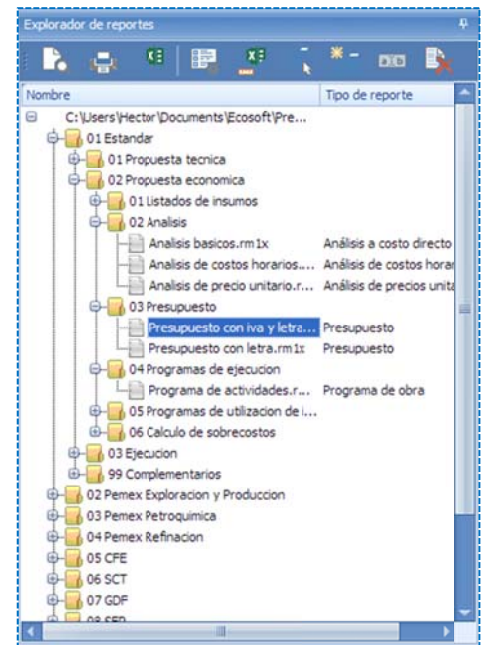 Explorador de reportes
Nombre Tipo de reporte
C:\Users\Hector\Documents\Ecosoft\Pre...
01 Estandar
01 Propuesta tecnica
02 Propuesta economica
01 Listados de insumos
02 Analisis
Analisis basicos.rm1x Análisis a costo directo
Analisis de costos horarios.... Análisis de costos horar
Analisis de precio unitario.r... Análisis de precios unita
03 Presupuesto
Presupuesto con iva y letra... Presupuesto
Presupuesto con letra.rm1x Presupuesto
04 Programas de ejecucion
Programa de actividades.r... Programa de obra
05 Programas de utilizacion de i...
06 Calculo de sobrecostos
03 Ejecucion
99 Complementarios
02 Pemex Exploracion y Produccion
03 Pemex Petroquimica
04 Pemex Refinacion
05 CFE
06 SCT
07 GDF
08 SEP